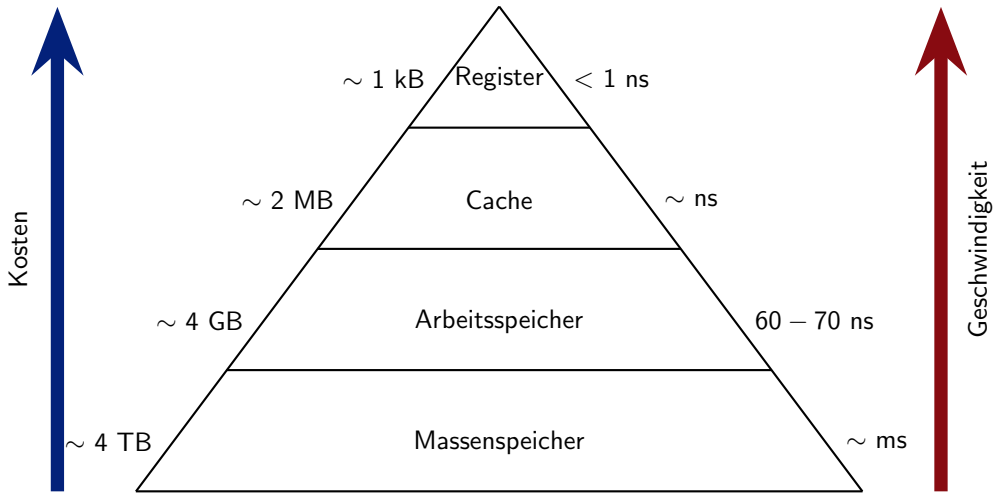 ∼ 1 kB
Register
< 1 ns
∼ 2 MB
Cache
∼ ns
Kosten
Geschwindigkeit
∼ 4 GB
Arbeitsspeicher
60 – 70 ns
∼ 4 TB
Massenspeicher
∼ ms